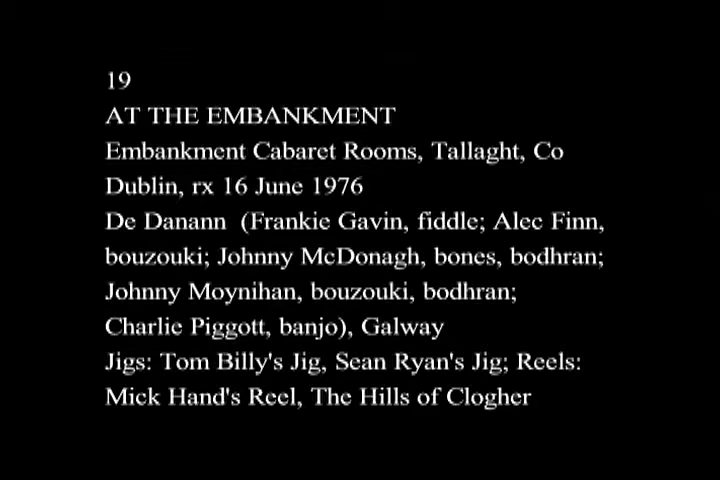 19
AT THE EMBANKMENT
Embankment Cabaret Rooms, Tallaght, Co
Dublin, rx 16 June 1976
De Danann  (Frankie Gavin, fiddle; Alec Finn,
bouzouki; Johnny McDonagh, bones, bodhran;
Johnny Moynihan, bouzouki, bodhran;
Charlie Piggott, banjo), Galway
Jigs: Tom Billy's Jig, Sean Ryan's Jig; Reels:
Mick Hand's Reel, The Hills of Clogher